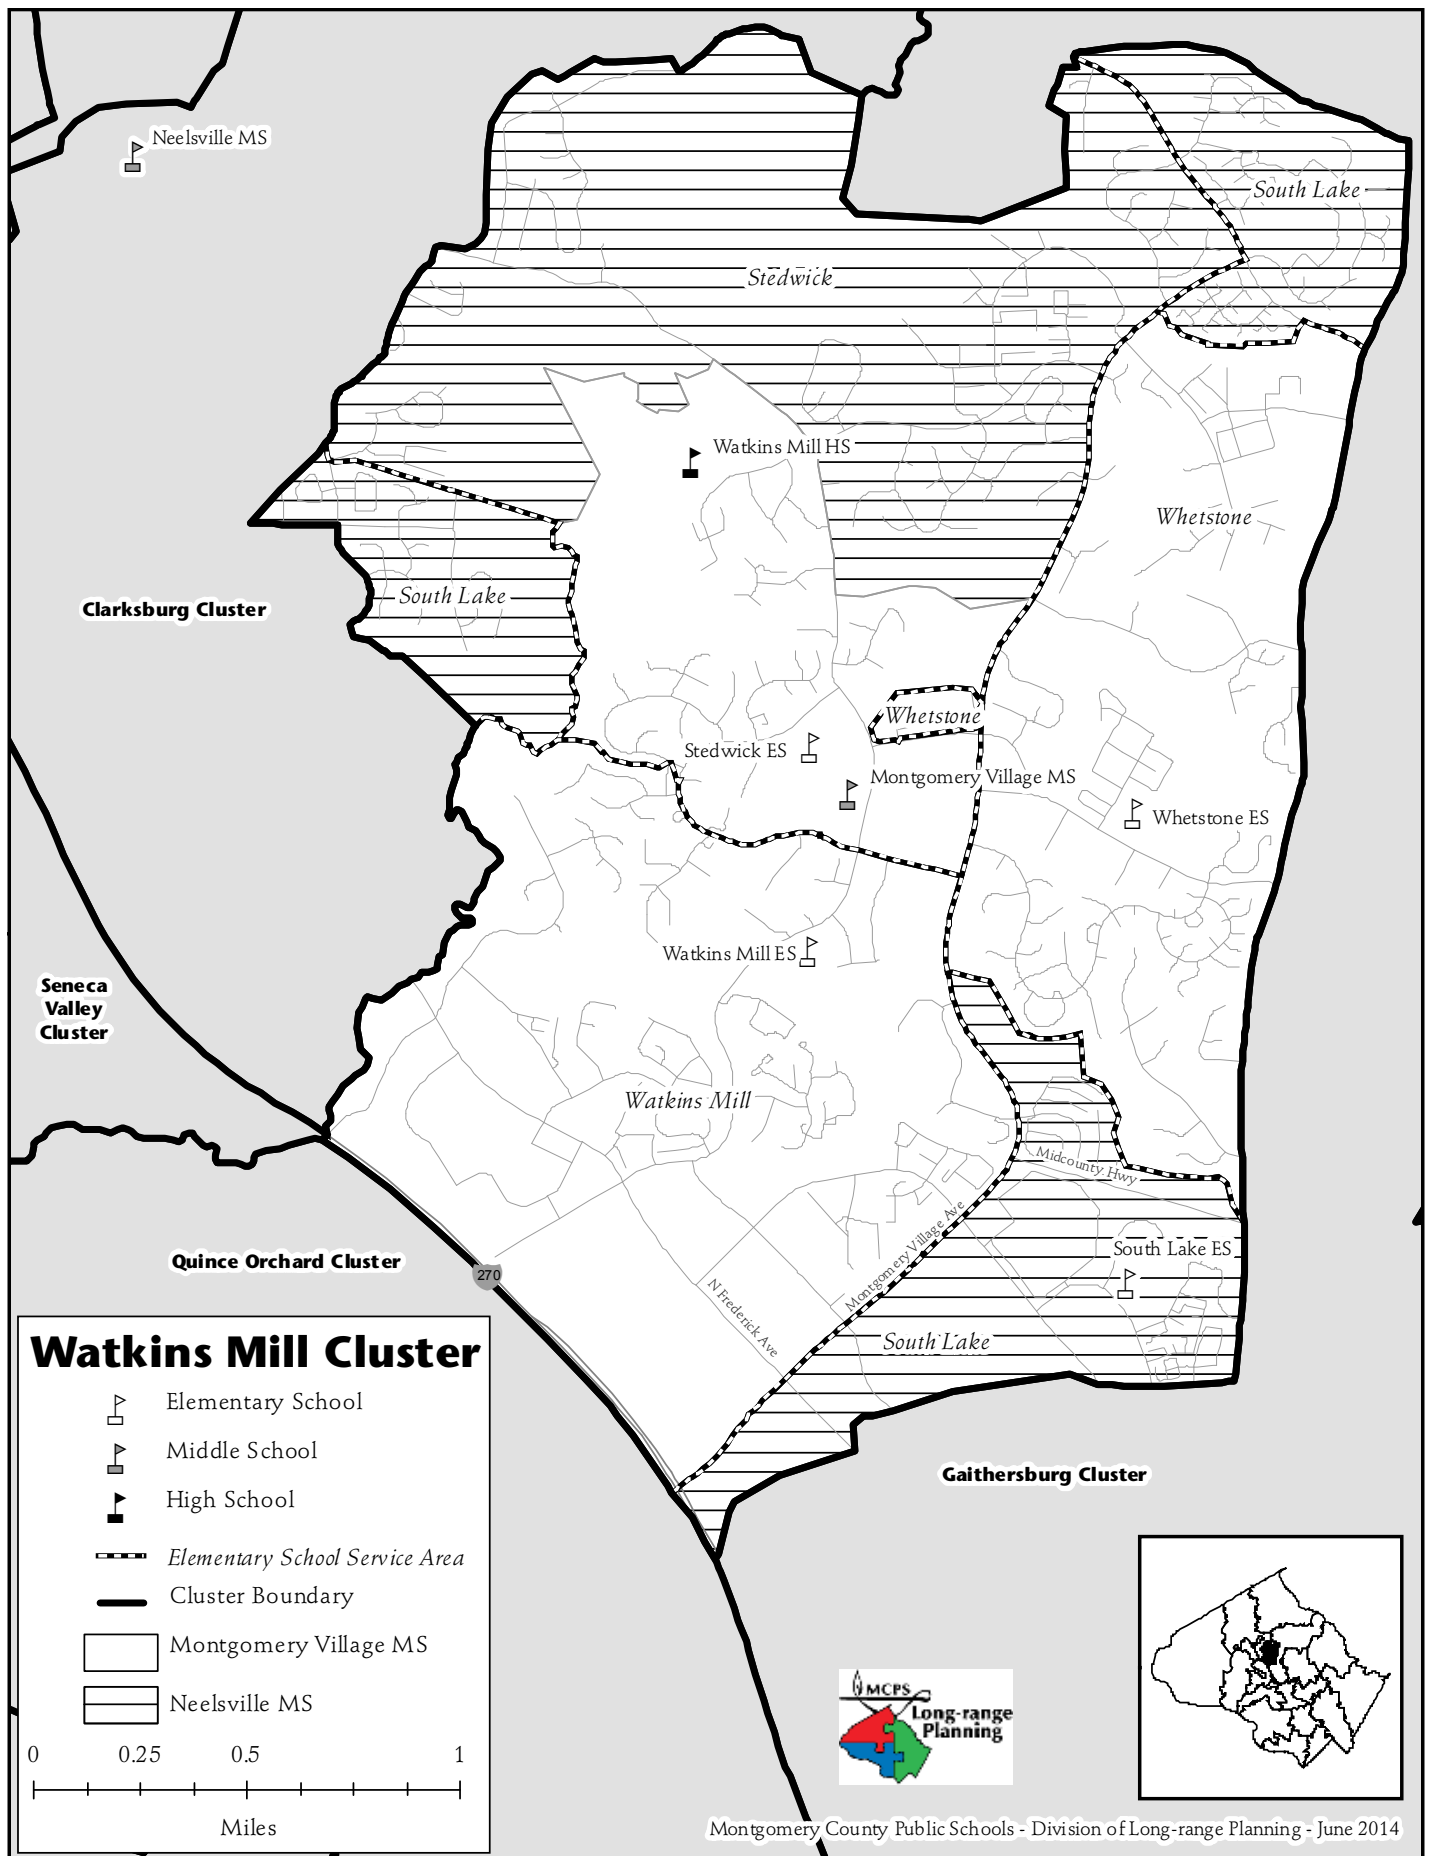 Neelsville MS
South Lake
Stedwick
Watkins Mill HS
Whetstone
South Lake
Clarksburg Cluster
Whetstone
Stedwick ES
Montgomery Village MS
Whetstone ES
Watkins Mill ES
Seneca
Valley
Cluster
Watkins Mill
Midcounty Hwy
Montgomery Village Ave
South Lake ES
Quince Orchard Cluster
270
N Frederick Ave
South Lake
Gaithersburg Cluster
Watkins Mill Cluster
Elementary School
Middle School
High School
Elementary School Service Area
Cluster Boundary
Montgomery Village MS
Neelsville MS
0 0.25 0.5 1
Miles
MCPS
Long-range
Planning
Montgomery County Public Schools - Division of Long-range Planning - June 2014